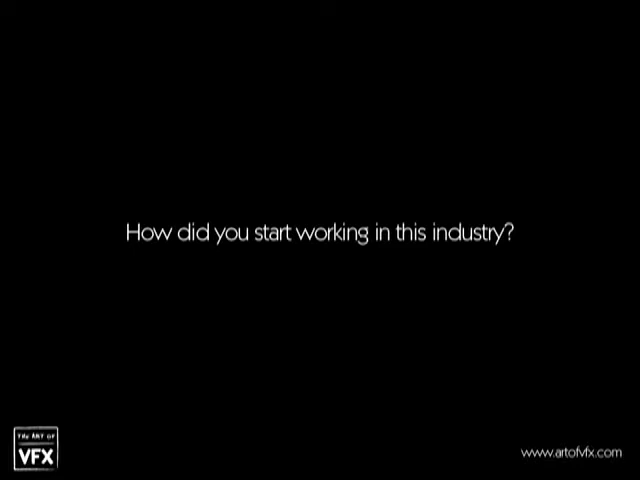 How did you start working in this industry?
THE ART OF
VFX
www.artofvfx.com